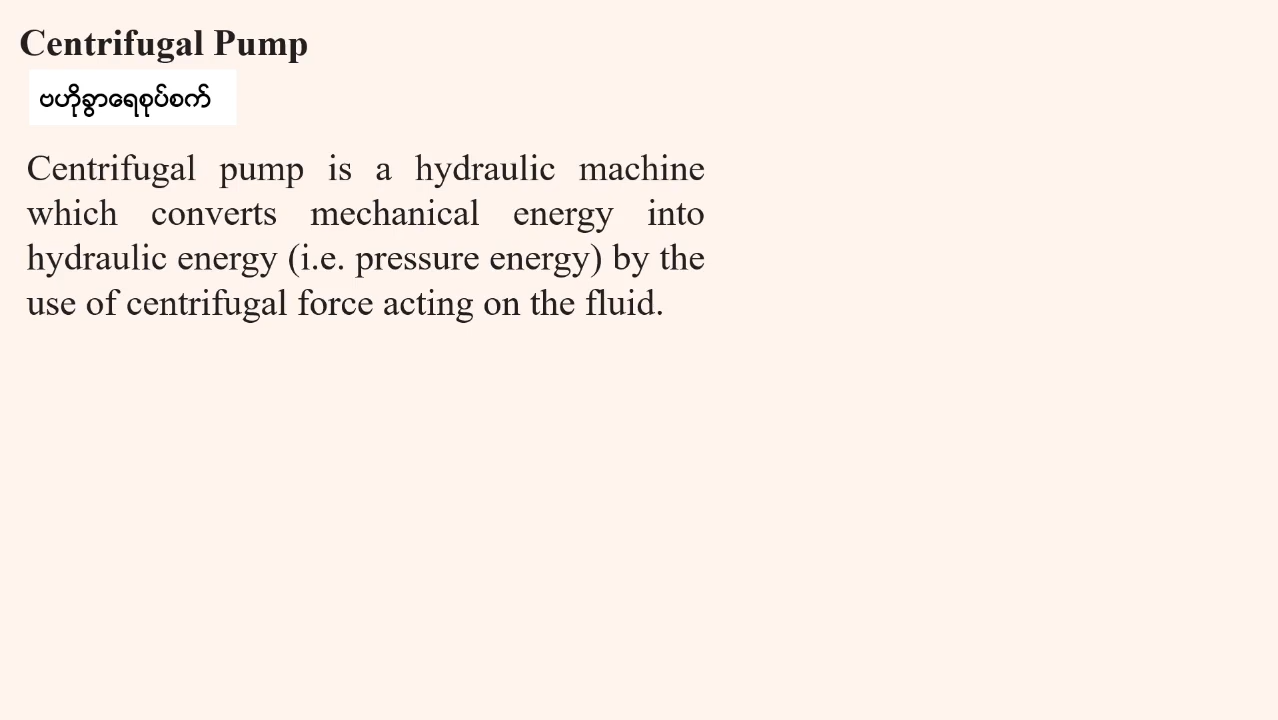 Centrifugal Pump
ဗဟိုခွာရေစုပ်စက်
Centrifugal pump is a hydraulic machine
which converts mechanical energy into
hydraulic energy (i.e. pressure energy) by the
use of centrifugal force acting on the fluid.